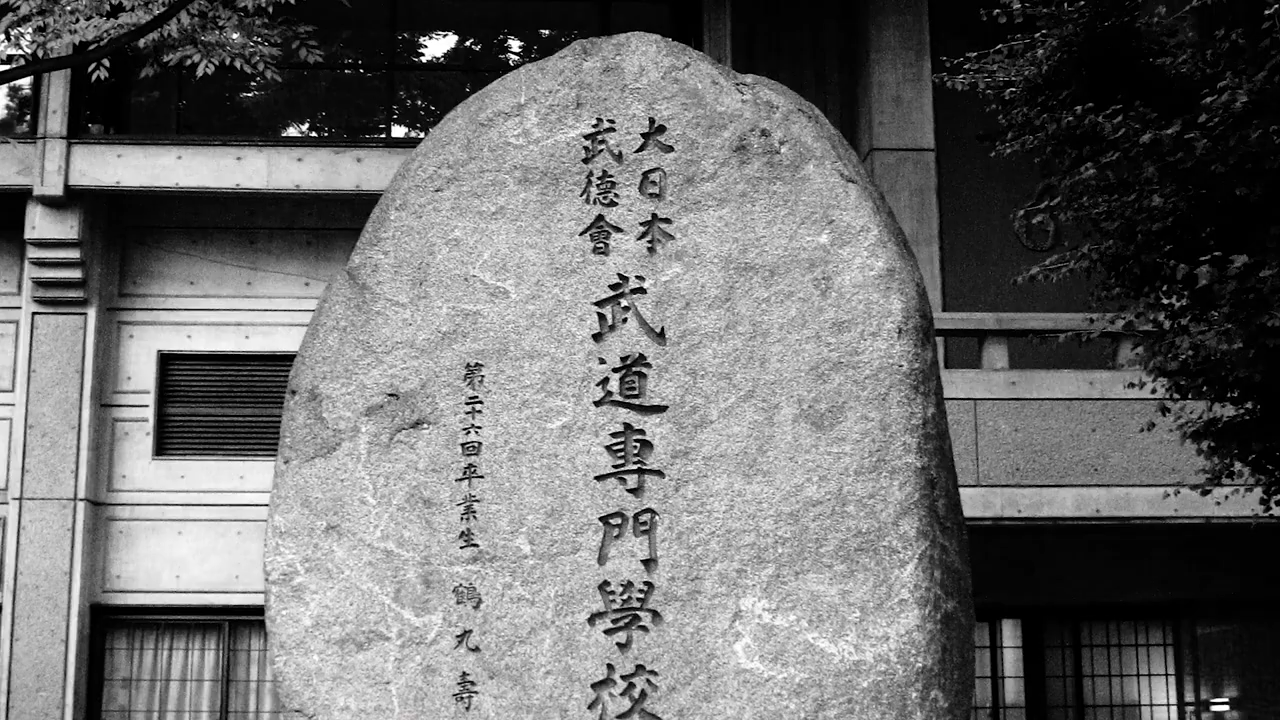 大日本
武德會
武道專門學校
第二十六回卒業生 鶴九壽